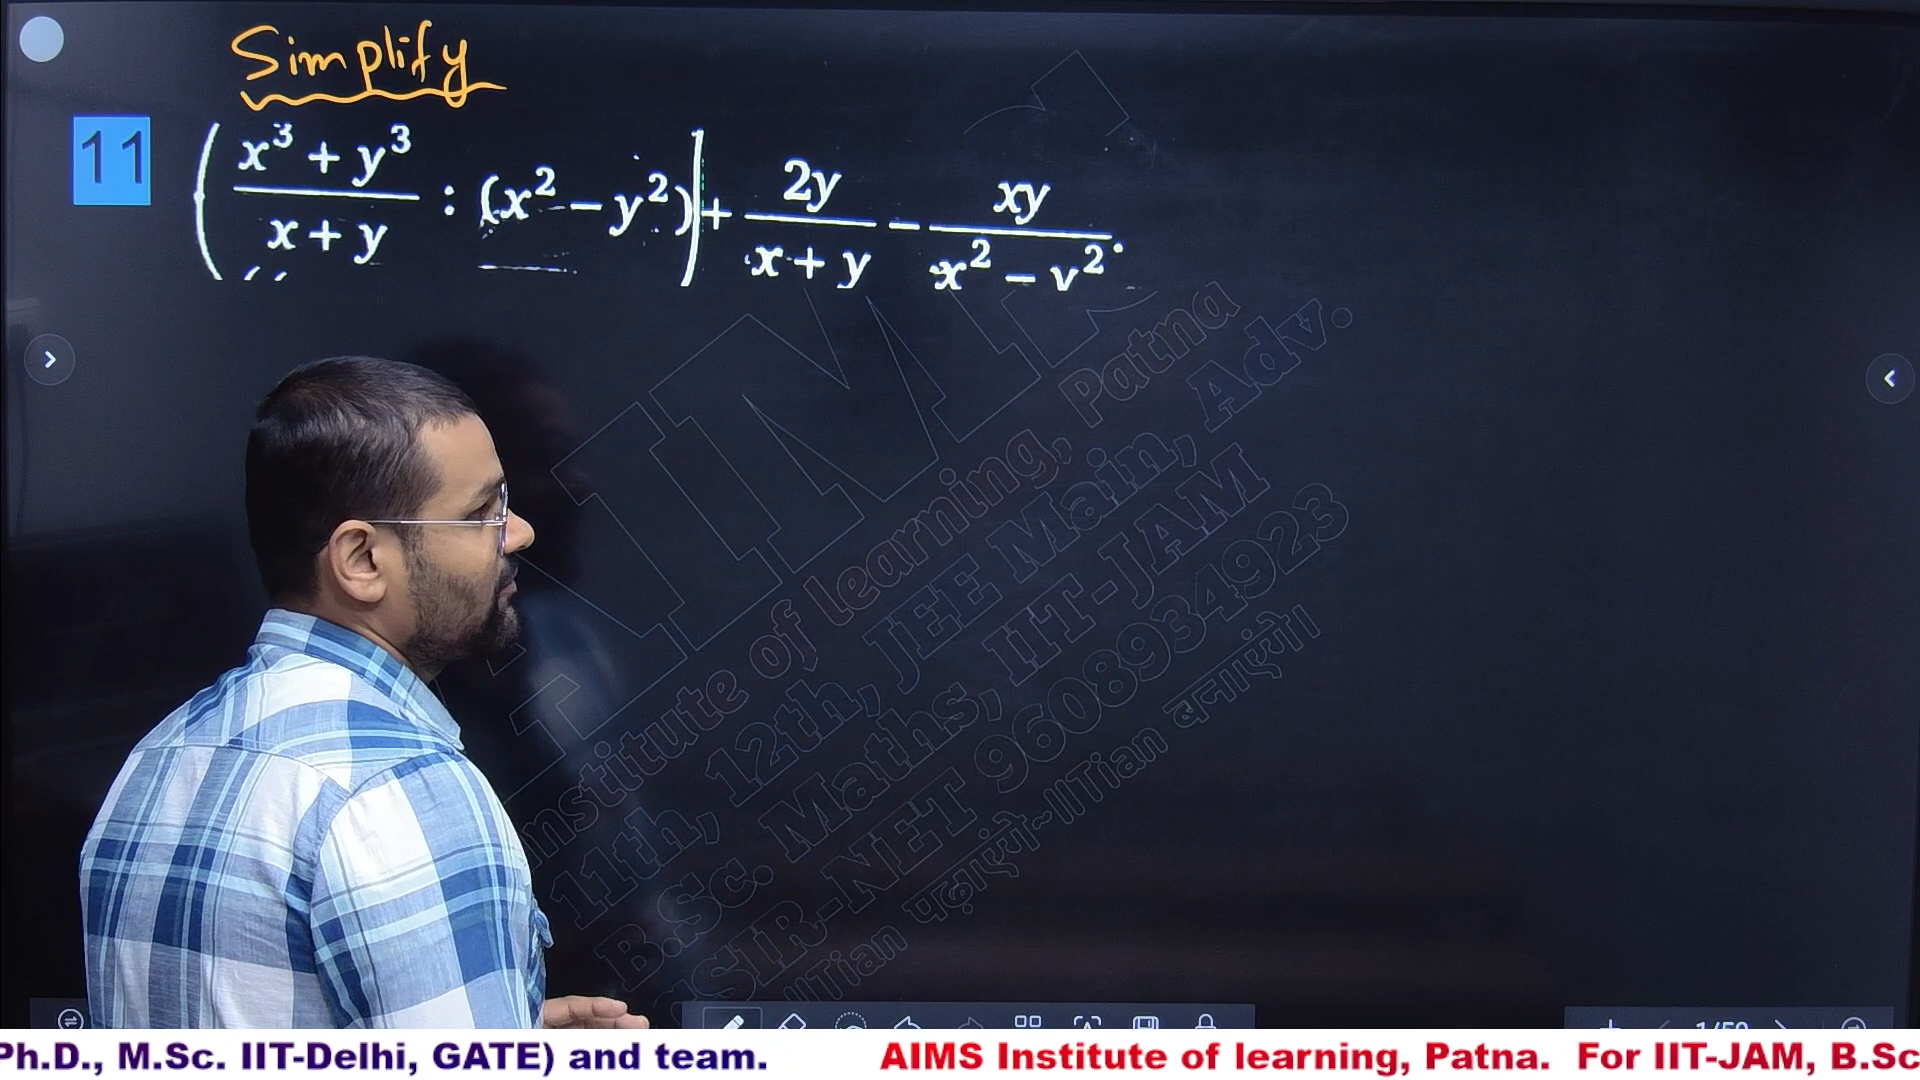 Simplify
11 ( x³ + y³ / x + y : (x² − y²) ) + 2y / x + y − xy / x² − y² .
Institute of learning, Patna
11th, 12th, JEE Main, Adv.
B.Sc. Maths, IIT-JAM
CSIR-NET 9608934923
IITian पढ़ाएंगे~IITian बनाएंगे।
1/50
Ph.D., M.Sc. IIT-Delhi, GATE) and team. AIMS Institute of learning, Patna. For IIT-JAM, B.Sc